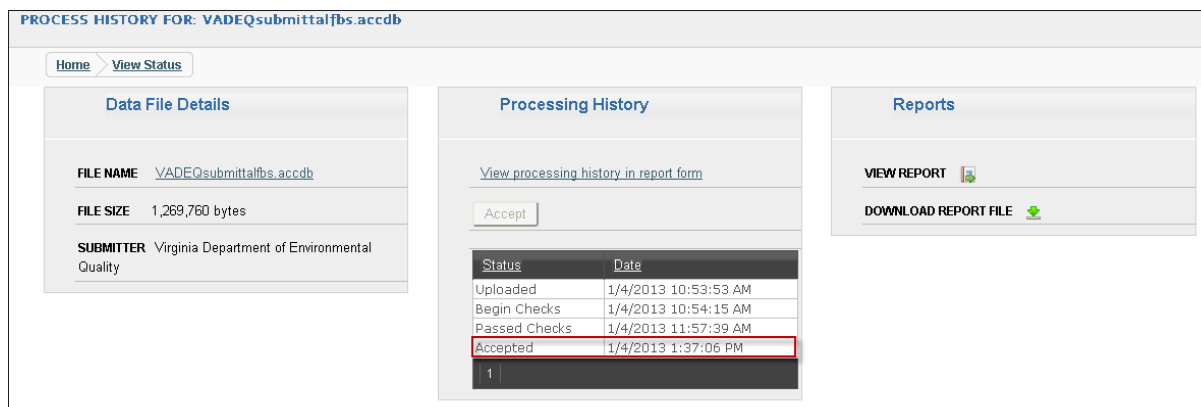 PROCESS HISTORY FOR: VADEQsubmittalfbs.accdb
Home View Status
Data File Details
FILE NAME VADEQsubmittalfbs.accdb
FILE SIZE 1,269,760 bytes
SUBMITTER Virginia Department of Environmental
Quality
Processing History
View processing history in report form
Accept
Status Date
Uploaded 1/4/2013 10:53:53 AM
Begin Checks 1/4/2013 10:54:15 AM
Passed Checks 1/4/2013 11:57:39 AM
Accepted 1/4/2013 1:37:06 PM
1
Reports
VIEW REPORT
DOWNLOAD REPORT FILE